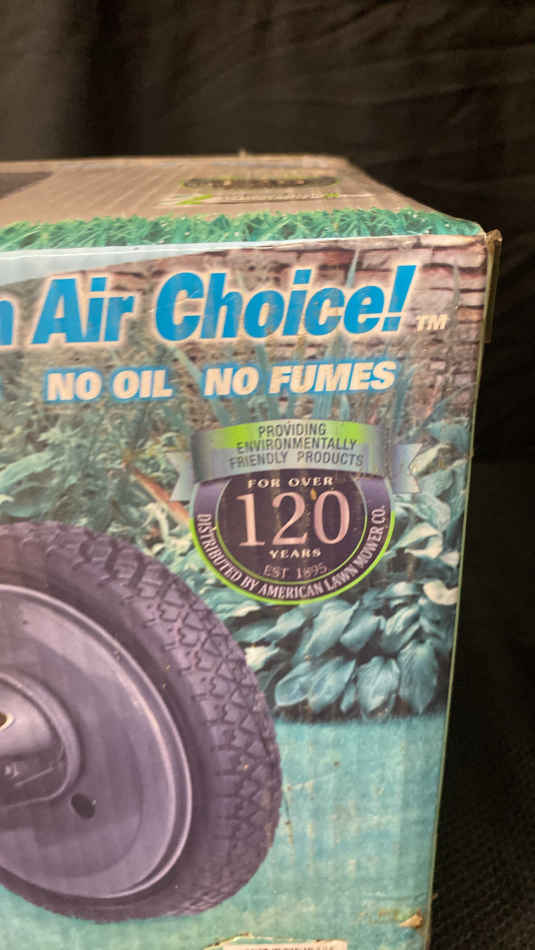 Air Choice!™
NO OIL NO FUMES
PROVIDING
ENVIRONMENTALLY
FRIENDLY PRODUCTS
FOR OVER
120
YEARS
EST 1895
DISTRIBUTED BY AMERICAN LAWN MOWER CO.